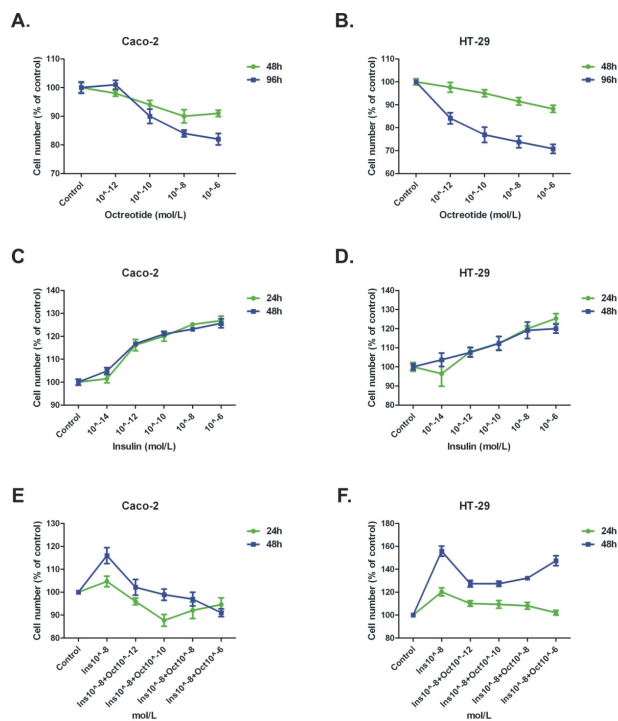 A.
Caco-2
Cell number (% of control)
110
100
90
80
70
Control
10^-12
10^-10
10^-8
10^-6
Octreotide (mol/L)
48h
96h
B.
HT-29
Cell number (% of control)
110
100
90
80
70
60
Control
10^-12
10^-10
10^-8
10^-6
Octreotide (mol/L)
48h
96h
C
Caco-2
Cell number (% of control)
140
130
120
110
100
90
Control
10^-14
10^-12
10^-10
10^-8
10^-6
Insulin (mol/L)
24h
48h
D.
HT-29
Cell number (% of control)
140
130
120
110
100
90
80
Control
10^-14
10^-12
10^-10
10^-8
10^-6
Insulin (mol/L)
24h
48h
E
Caco-2
Cell number (% of control)
130
120
110
100
90
80
Control
Ins10^-8
Ins10^-8+Oct10^-12
Ins10^-8+Oct10^-10
Ins10^-8+Oct10^-8
Ins10^-8+Oct10^-6
mol/L
24h
48h
F.
HT-29
Cell number (% of control)
180
160
140
120
100
80
Control
Ins10^-8
Ins10^-8+Oct10^-12
Ins10^-8+Oct10^-10
Ins10^-8+Oct10^-8
Ins10^-8+Oct10^-6
mol/L
24h
48h